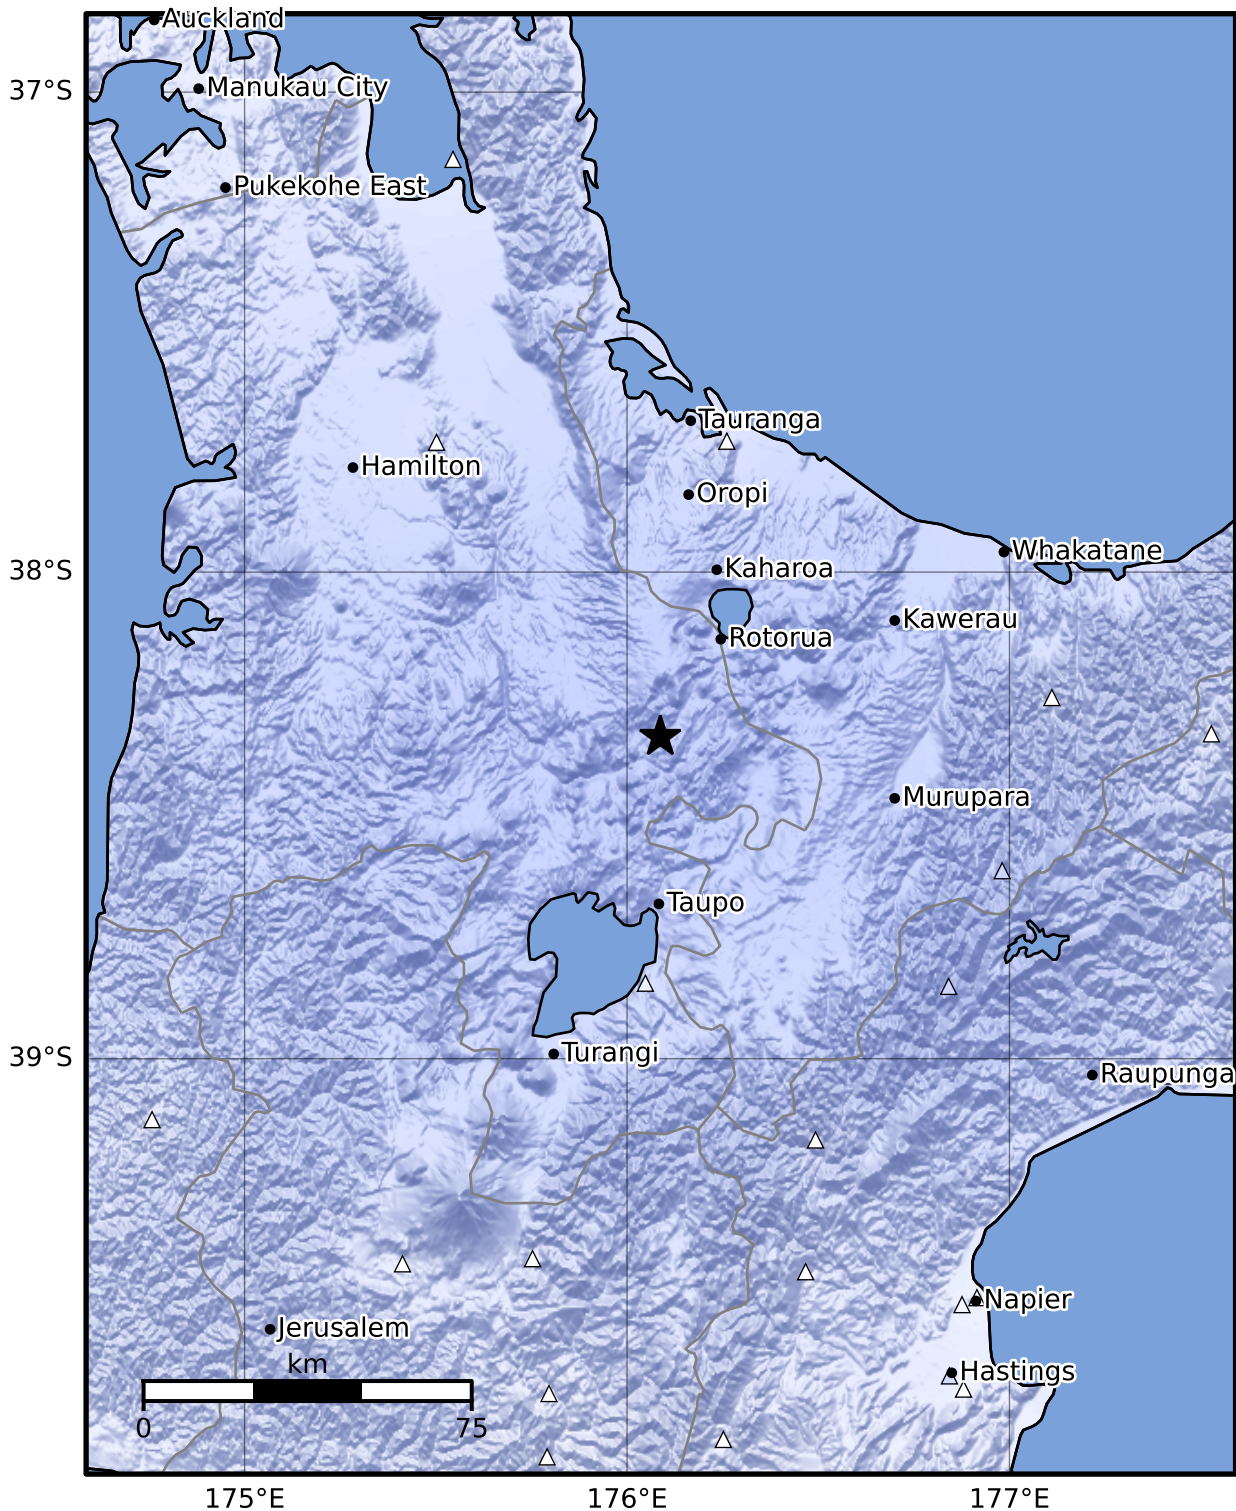 Auckland
37°S
Manukau City
Pukekohe East
Tauranga
Hamilton
Oropi
Whakatane
38°S
Kaharoa
Kawerau
Rotorua
Murupara
Taupo
Turangi
39°S
Raupunga
Napier
Jerusalem
km
Hastings
0
75
175°E
176°E
177°E